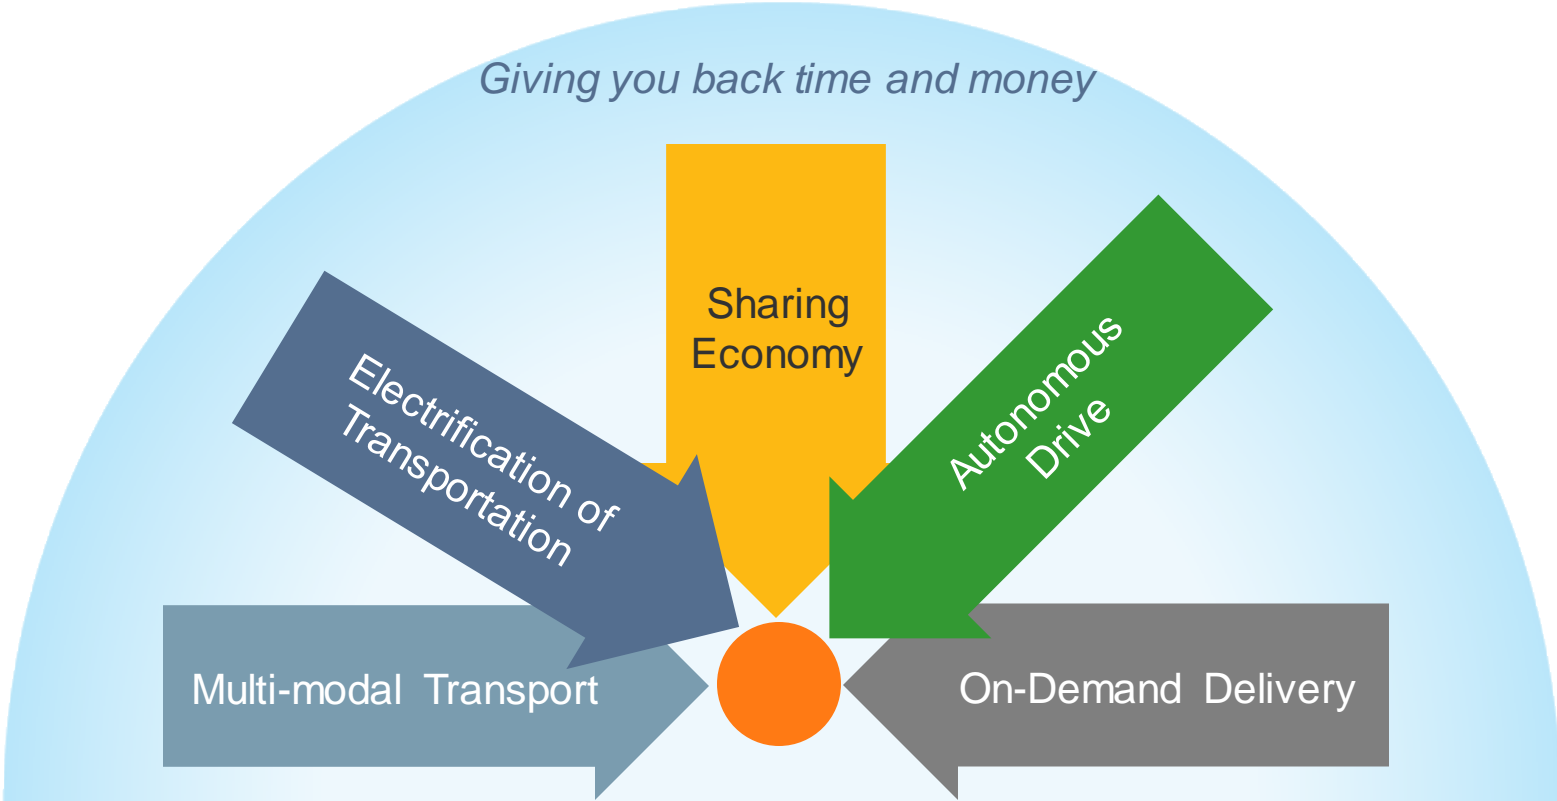 Giving you back time and money
Sharing
Economy
Electrification of
Transportation
Autonomous
Drive
Multi-modal Transport
On-Demand Delivery